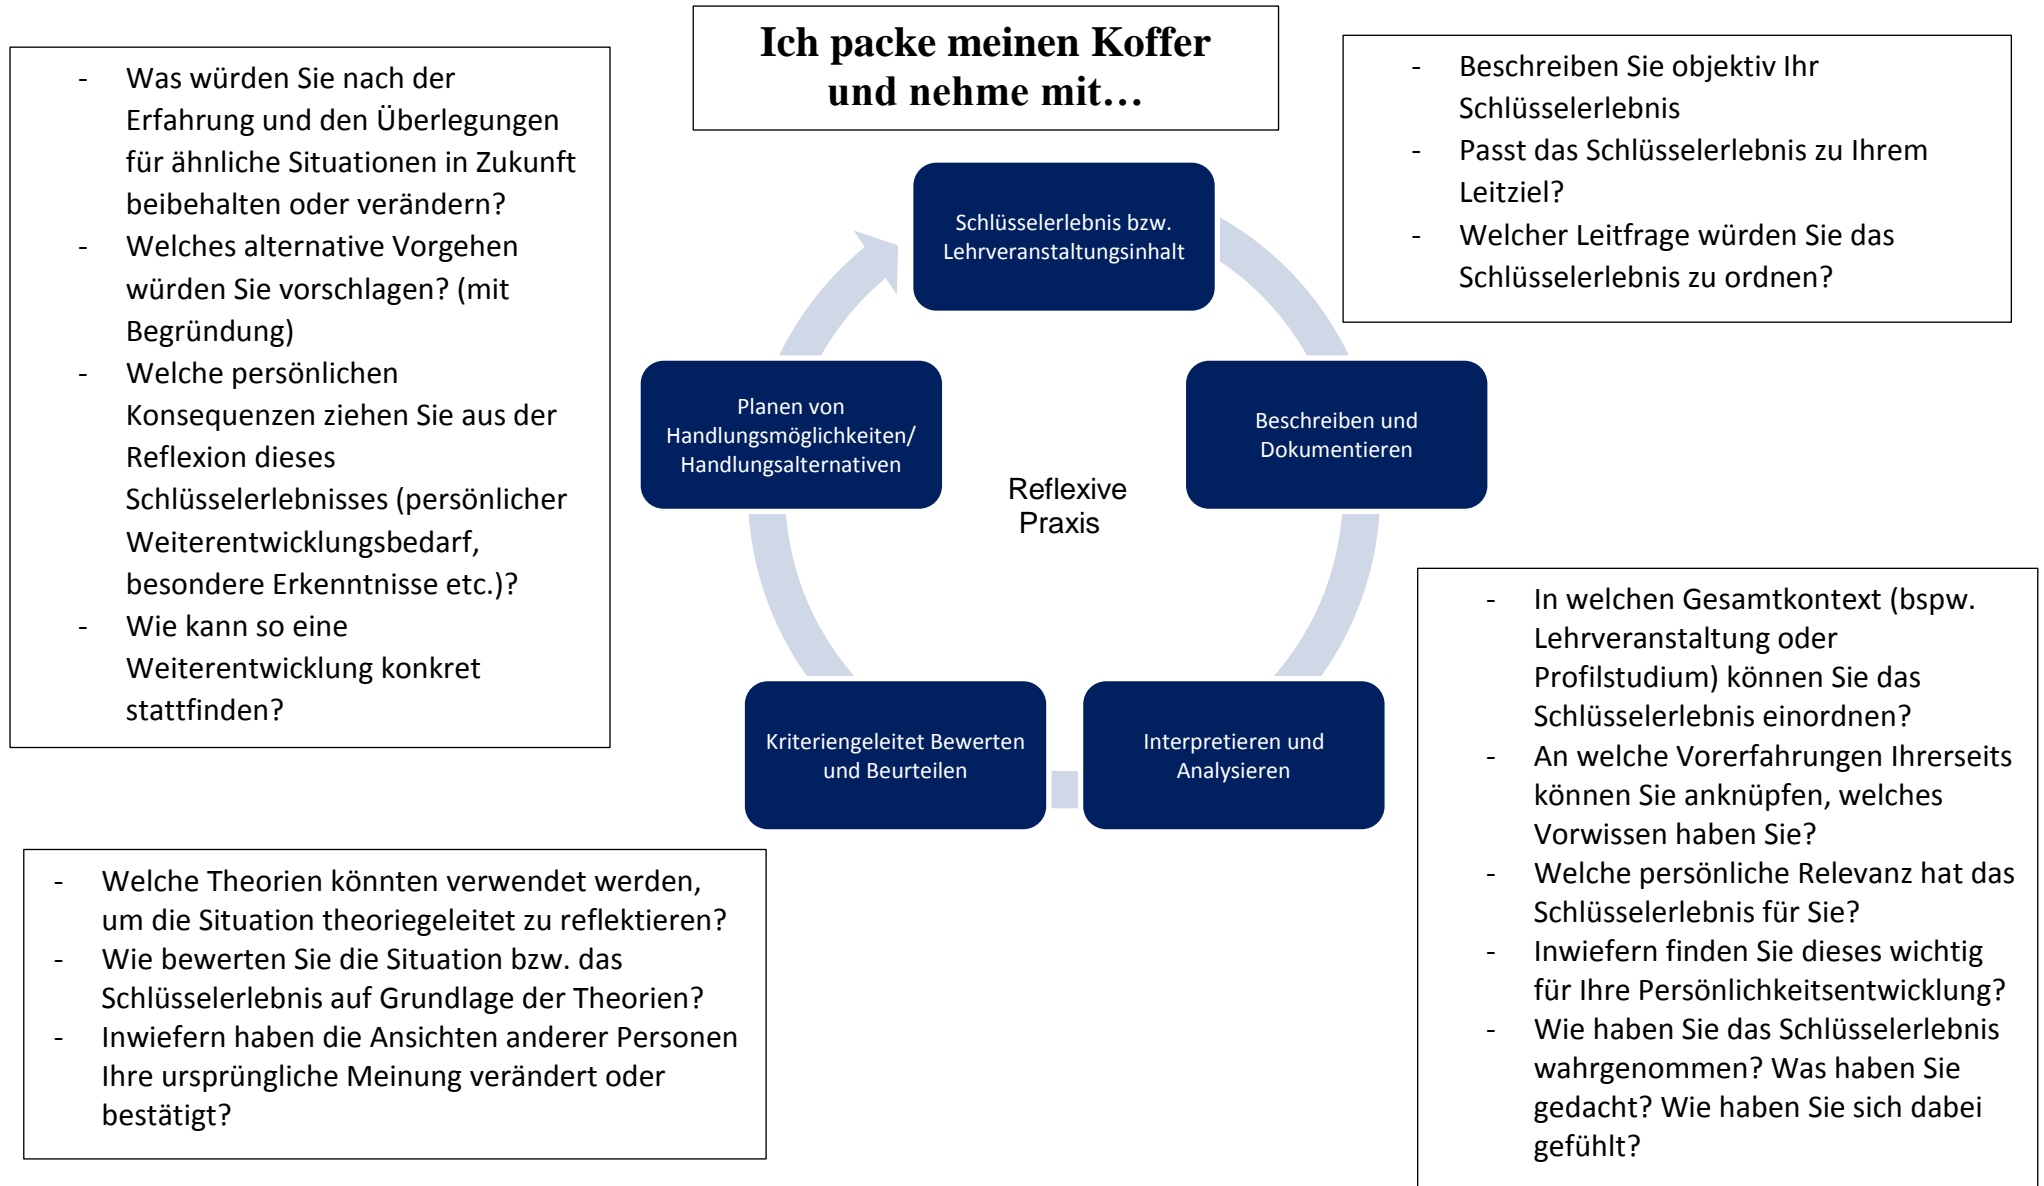 Ich packe meinen Koffer
und nehme mit…
- Was würden Sie nach der
Erfahrung und den Überlegungen
für ähnliche Situationen in Zukunft
beibehalten oder verändern?
- Welches alternative Vorgehen
würden Sie vorschlagen? (mit
Begründung)
- Welche persönlichen
Konsequenzen ziehen Sie aus der
Reflexion dieses
Schlüsselerlebnisses (persönlicher
Weiterentwicklungsbedarf,
besondere Erkenntnisse etc.)?
- Wie kann so eine
Weiterentwicklung konkret
stattfinden?
- Beschreiben Sie objektiv Ihr
Schlüsselerlebnis
- Passt das Schlüsselerlebnis zu Ihrem
Leitziel?
- Welcher Leitfrage würden Sie das
Schlüsselerlebnis zu ordnen?
Schlüsselerlebnis bzw.
Lehrveranstaltungsinhalt
Beschreiben und
Dokumentieren
Interpretieren und
Analysieren
Kriteriengeleitet Bewerten
und Beurteilen
Planen von
Handlungsmöglichkeiten/
Handlungsalternativen
Reflexive
Praxis
- In welchen Gesamtkontext (bspw.
Lehrveranstaltung oder
Profilstudium) können Sie das
Schlüsselerlebnis einordnen?
- An welche Vorerfahrungen Ihrerseits
können Sie anknüpfen, welches
Vorwissen haben Sie?
- Welche persönliche Relevanz hat das
Schlüsselerlebnis für Sie?
- Inwiefern finden Sie dieses wichtig
für Ihre Persönlichkeitsentwicklung?
- Wie haben Sie das Schlüsselerlebnis
wahrgenommen? Was haben Sie
gedacht? Wie haben Sie sich dabei
gefühlt?
- Welche Theorien könnten verwendet werden,
um die Situation theoriegeleitet zu reflektieren?
- Wie bewerten Sie die Situation bzw. das
Schlüsselerlebnis auf Grundlage der Theorien?
- Inwiefern haben die Ansichten anderer Personen
Ihre ursprüngliche Meinung verändert oder
bestätigt?